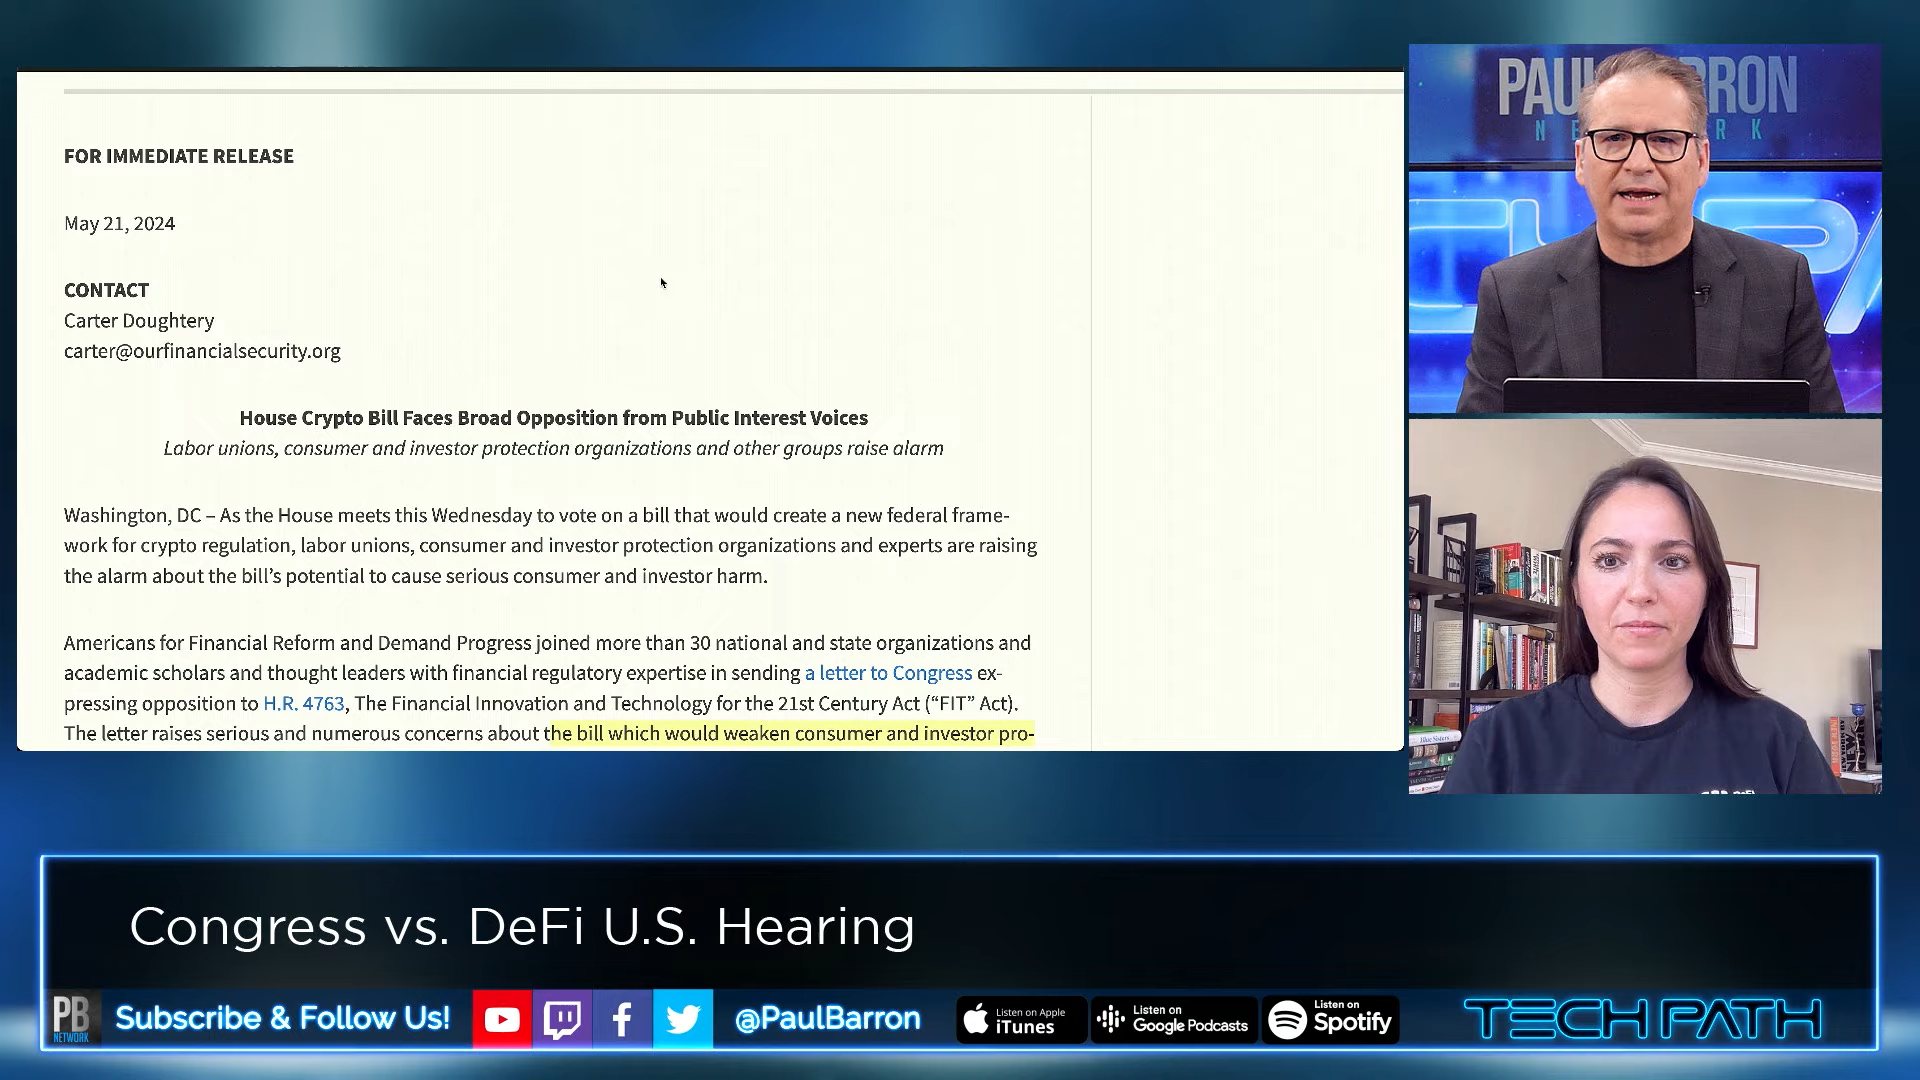 FOR IMMEDIATE RELEASE
May 21, 2024
CONTACT
Carter Doughtery
carter@ourfinancialsecurity.org
House Crypto Bill Faces Broad Opposition from Public Interest Voices
Labor unions, consumer and investor protection organizations and other groups raise alarm
Washington, DC – As the House meets this Wednesday to vote on a bill that would create a new federal frame-
work for crypto regulation, labor unions, consumer and investor protection organizations and experts are raising
the alarm about the bill's potential to cause serious consumer and investor harm.
Americans for Financial Reform and Demand Progress joined more than 30 national and state organizations and
academic scholars and thought leaders with financial regulatory expertise in sending a letter to Congress ex-
pressing opposition to H.R. 4763, The Financial Innovation and Technology for the 21st Century Act (“FIT” Act).
The letter raises serious and numerous concerns about the bill which would weaken consumer and investor pro-
PAUL BARRON
Congress vs. DeFi U.S. Hearing
PB
NETWORK
Subscribe & Follow Us!
@PaulBarron
Listen on Apple
iTunes
Listen on
Google Podcasts
Listen on
Spotify
TECH PATH